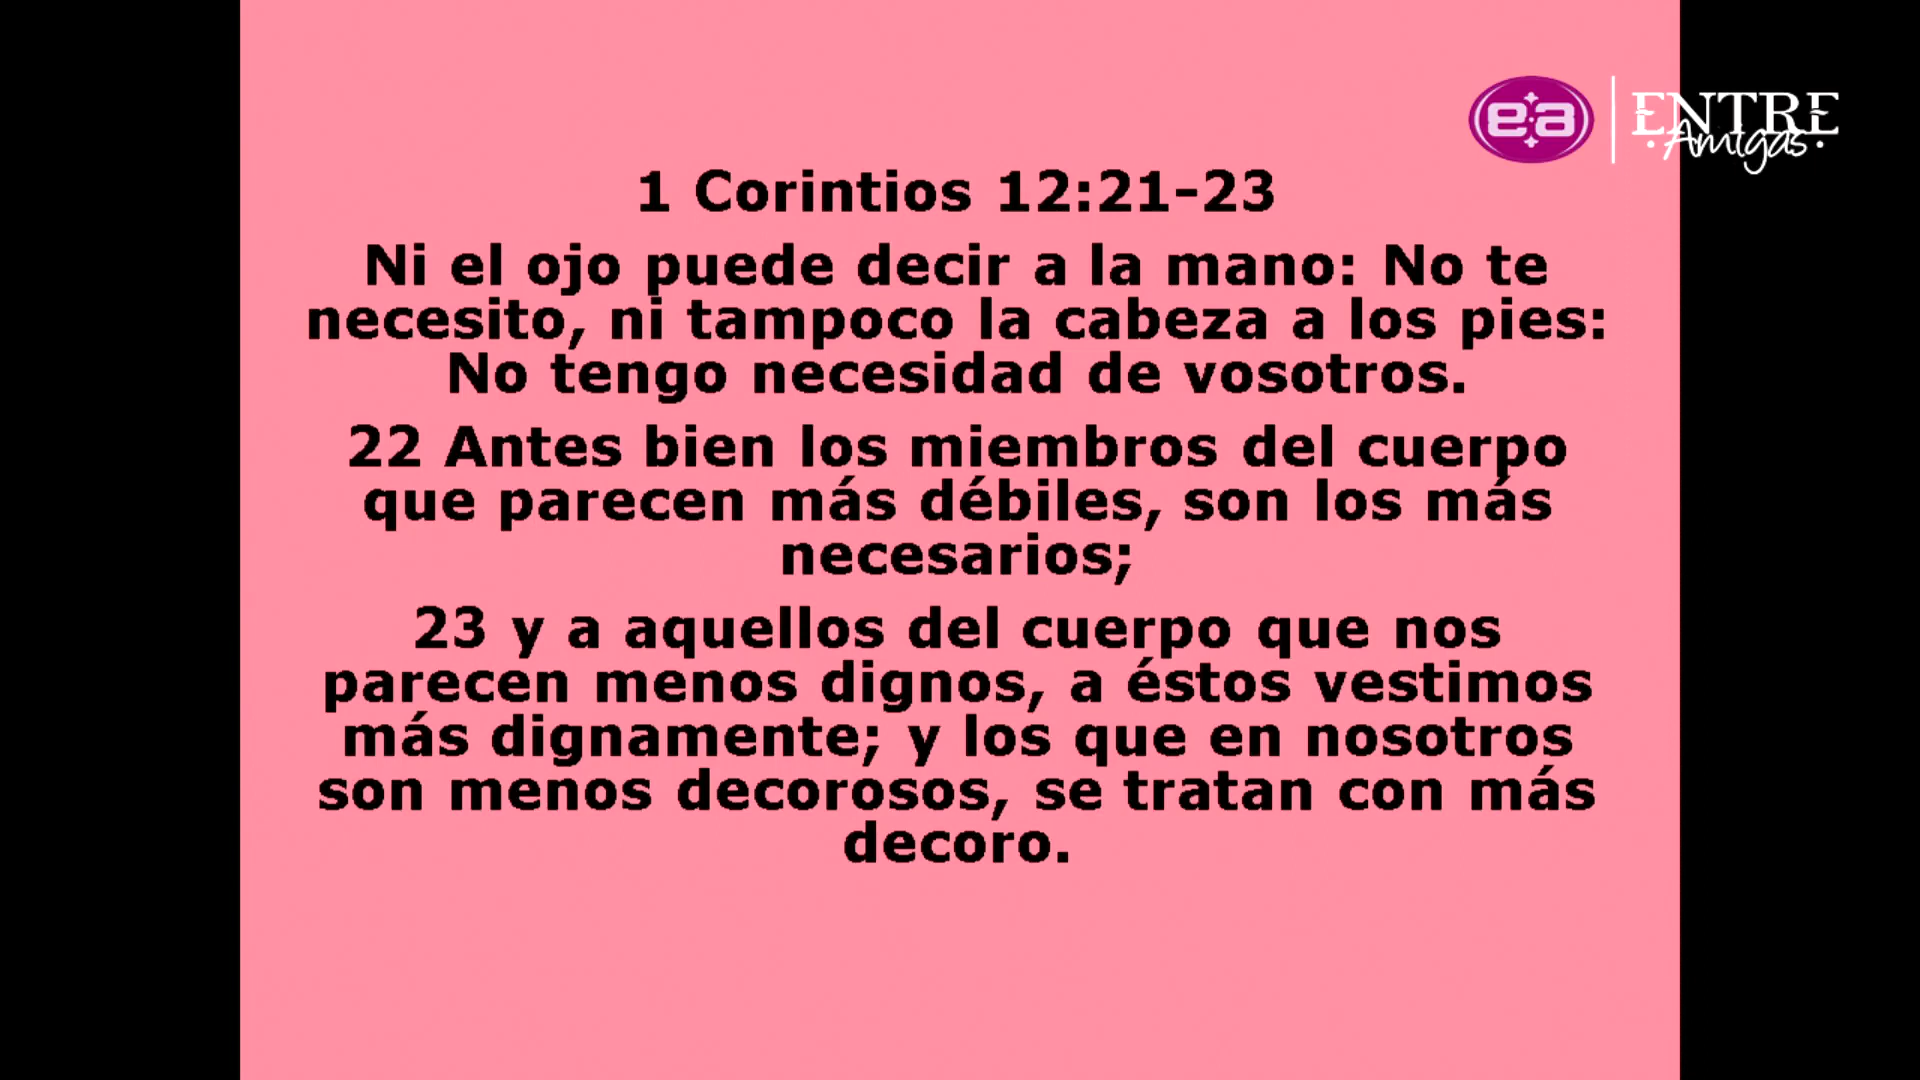 e·a
ENTRE
Amigas
1 Corintios 12:21-23
Ni el ojo puede decir a la mano: No te
necesito, ni tampoco la cabeza a los pies:
No tengo necesidad de vosotros.
22 Antes bien los miembros del cuerpo
que parecen más débiles, son los más
necesarios;
23 y a aquellos del cuerpo que nos
parecen menos dignos, a éstos vestimos
más dignamente; y los que en nosotros
son menos decorosos, se tratan con más
decoro.